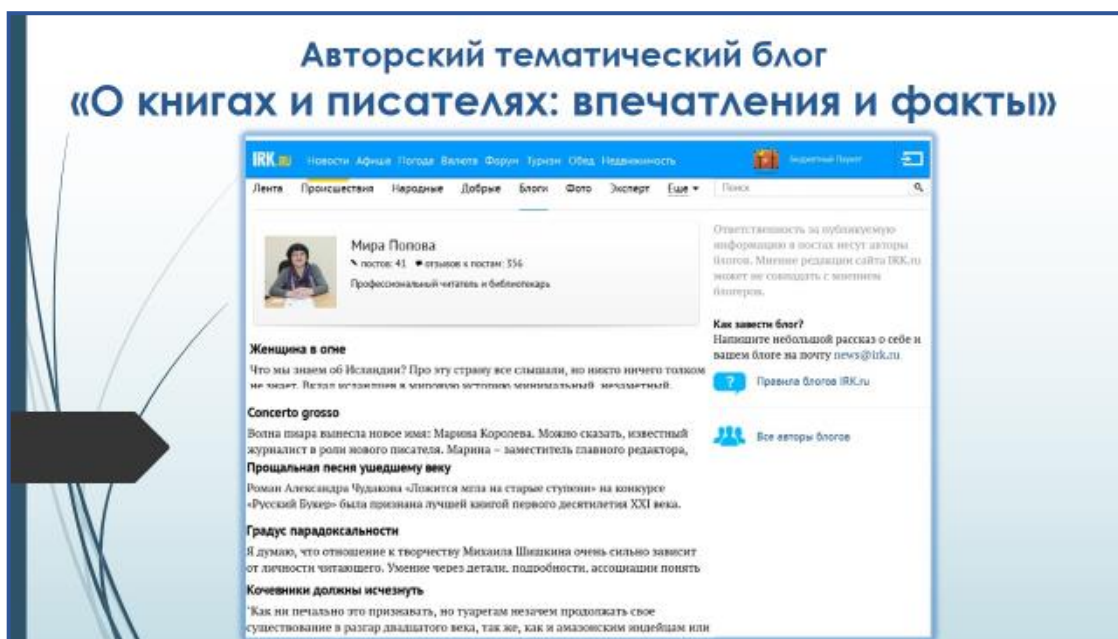 Авторский тематический блог
«О книгах и писателях: впечатления и факты»
IRK.RU Новости Афиша Погода Валюта Форум Туризм Обед Недвижимость
Лента Происшествия Народные Добрые Блоги Фото Эксперт Еще Поиск
Мира Попова
постов: 41 отзывов к постам: 356
Профессиональный читатель и библиотекарь
Женщина в огне
Что мы знаем об Исландии? Про эту страну все слышали, но никто ничего толком
не знает. Вклад исландцев в мировую историю минимальный, незаметный.
Concerto grosso
Волна пиара вынесла новое имя: Марина Королева. Можно сказать, известный
журналист в роли нового писателя. Марина – заместитель главного редактора,
Прощальная песня ушедшему веку
Роман Александра Чудакова «Ложится мгла на старые ступени» на конкурсе
«Русский Букер» была признана лучшей книгой первого десятилетия XXI века.
Градус парадоксальности
Я думаю, что отношение к творчеству Михаила Шишкина очень сильно зависит
от личности читающего. Умение через детали, подробности, ассоциации понять
Кочевники должны исчезнуть
"Как ни печально это признавать, но туарегам незачем продолжать свое
существование в разгар двадцатого века, так же, как и амазонским индейцам или
Ответственность за публикуемую
информацию в постах несут авторы
блогов. Мнение редакции сайта IRK.ru
может не совпадать с мнением
блогеров.
Как завести блог?
Напишите небольшой рассказ о себе и
вашем блоге на почту news@irk.ru
Правила блогов IRK.ru
Все авторы блогов